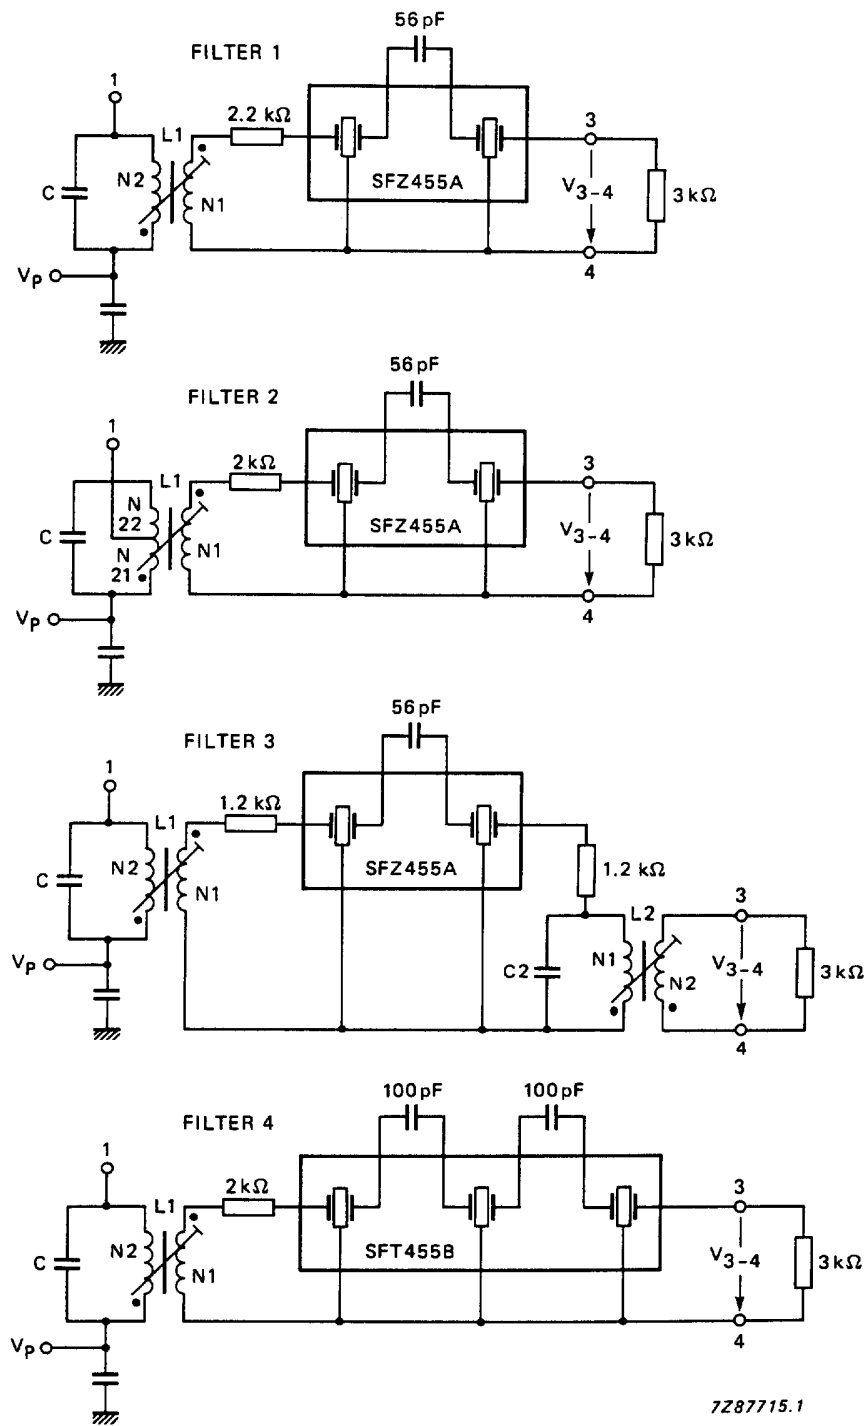 56 pF
FILTER 1
1
L1
2.2 kΩ
3
N2
C
N1
SFZ455A
V3-4
3 kΩ
Vp
4
56 pF
FILTER 2
1
L1
2 kΩ
3
N
22
C
N
21
N1
SFZ455A
V3-4
3 kΩ
Vp
4
56 pF
FILTER 3
1
L1
1.2 kΩ
N2
C
N1
SFZ455A
1.2 kΩ
L2
3
Vp
C2
N1
N2
V3-4
3 kΩ
4
100 pF 100 pF
FILTER 4
1
L1
2 kΩ
3
N2
C
N1
SFT455B
V3-4
3 kΩ
Vp
4
7Z87715.1